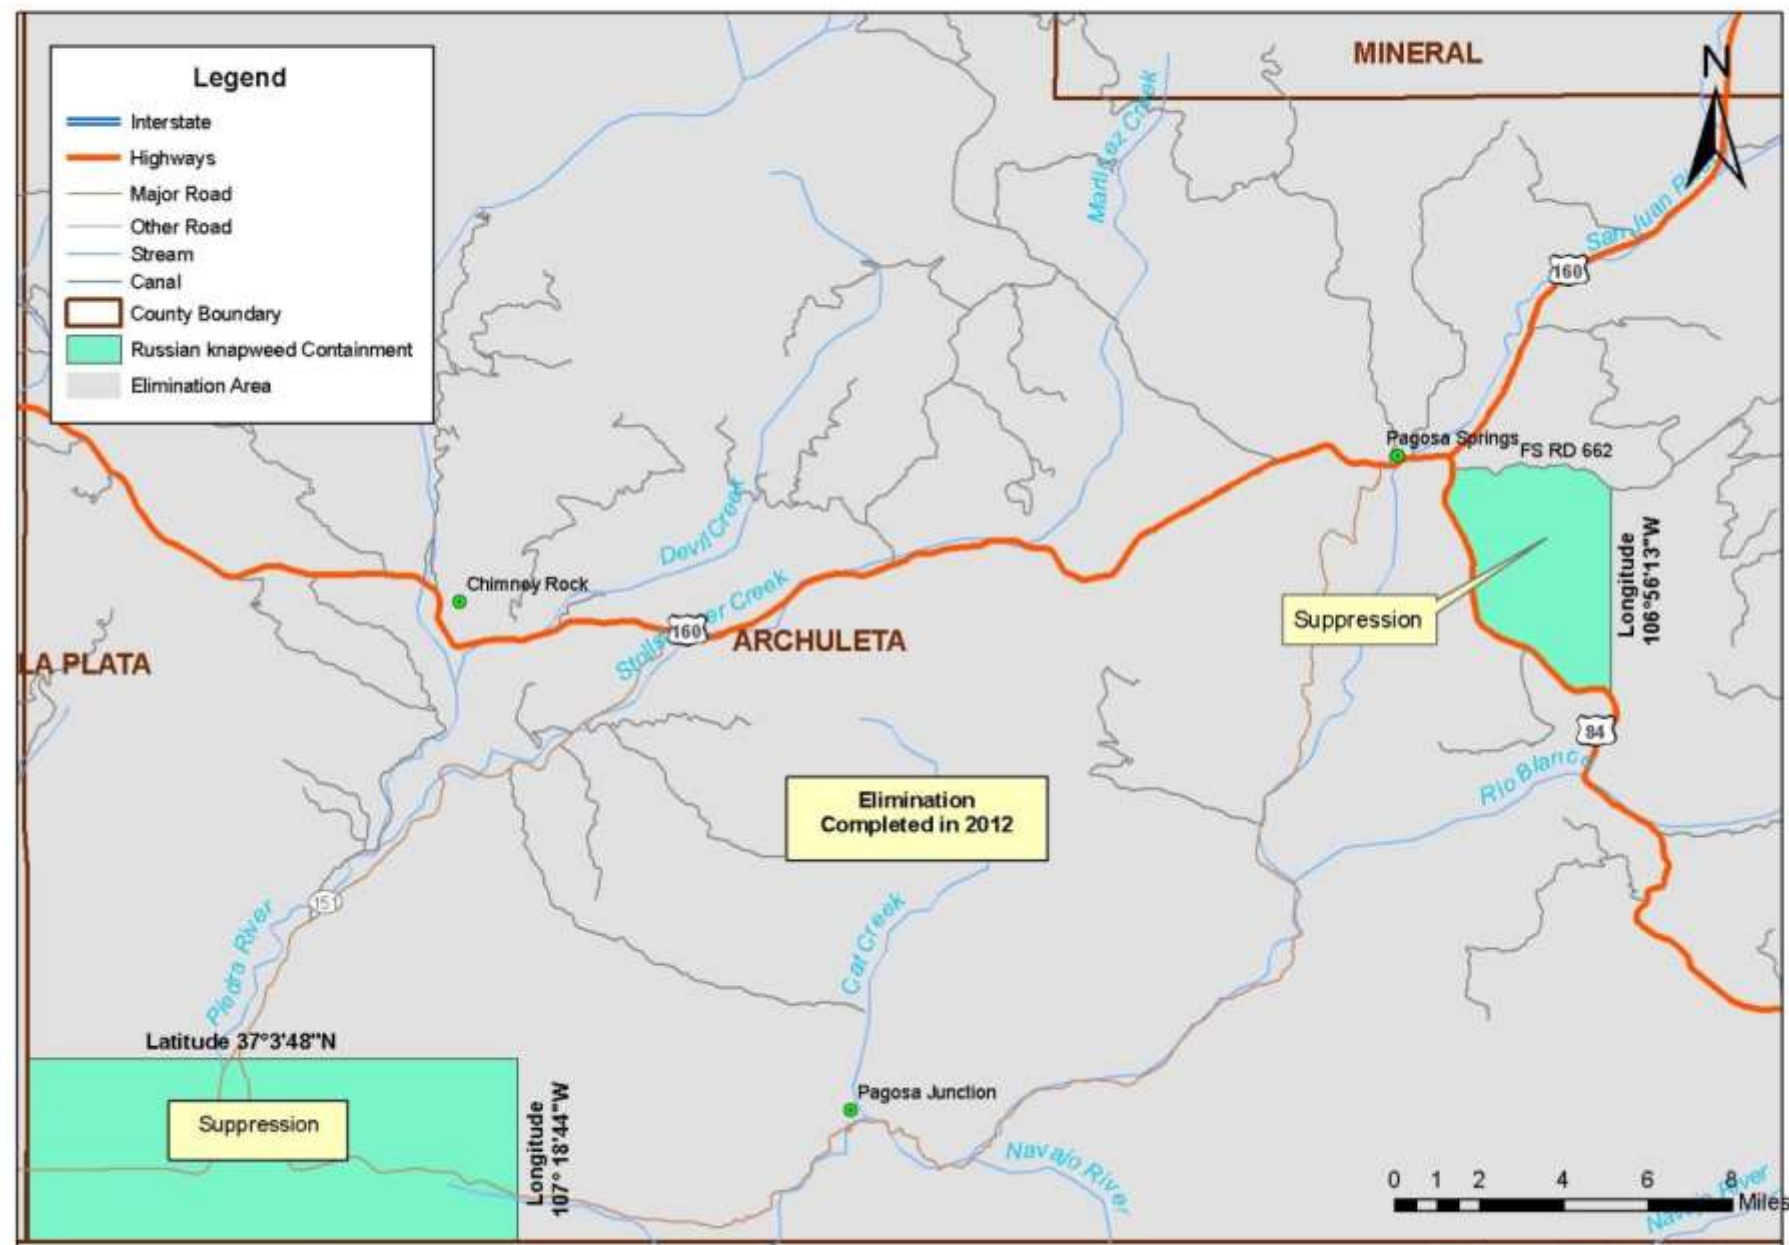 Legend
Interstate
Highways
Major Road
Other Road
Stream
Canal
County Boundary
Russian knapweed Containment
Elimination Area
MINERAL
N
Creek
San Juan
160
Pagosa Springs
FS RD 662
Longitude
106°56'13"W
Suppression
Devil Creek
Chimney Rock
Creek
160
ARCHULETA
LA PLATA
84
Rio Blanco
Elimination
Completed in 2012
151
Piedra River
Cat Creek
Latitude 37°3'48"N
Suppression
Longitude
107° 18'44"W
Pagosa Junction
Navajo River
0 1 2 4 6 8
Miles
Navajo River